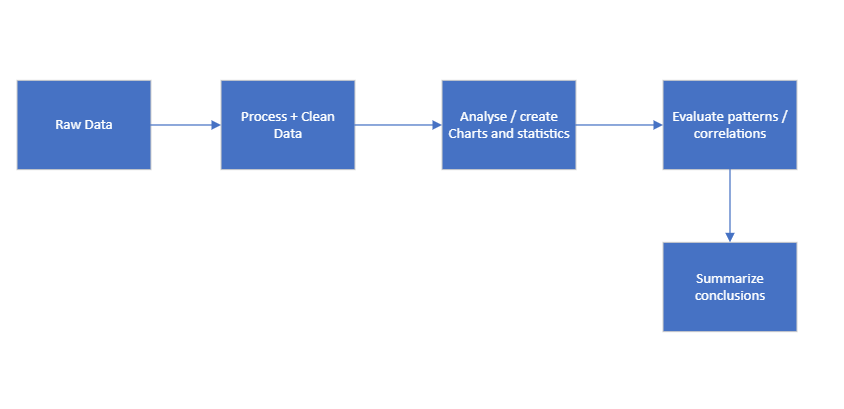 Raw Data
Process + Clean
Data
Analyse / create
Charts and statistics
Evaluate patterns /
correlations
Summarize
conclusions